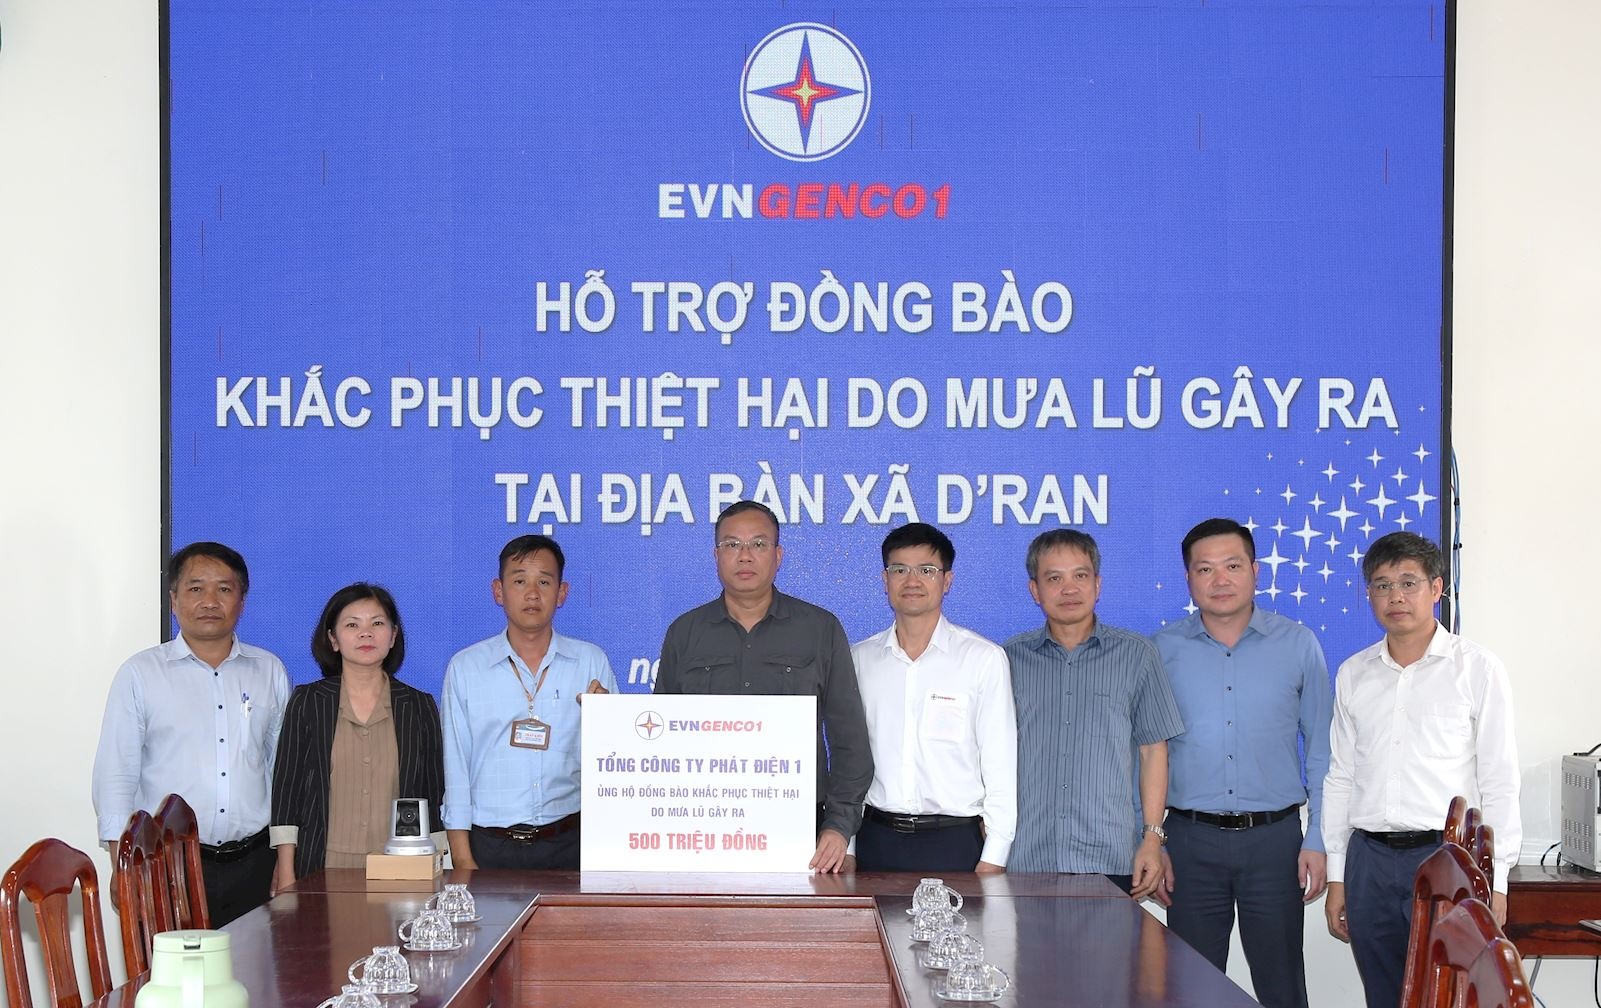 EVNGENCO1
HỖ TRỢ ĐỒNG BÀO
KHẮC PHỤC THIỆT HẠI DO MƯA LŨ GÂY RA
TẠI ĐỊA BÀN XÃ D'RAN
EVNGENCO1
TỔNG CÔNG TY PHÁT ĐIỆN 1
ỦNG HỘ ĐỒNG BÀO KHẮC PHỤC THIỆT HẠI
DO MƯA LŨ GÂY RA
500 TRIỆU ĐỒNG